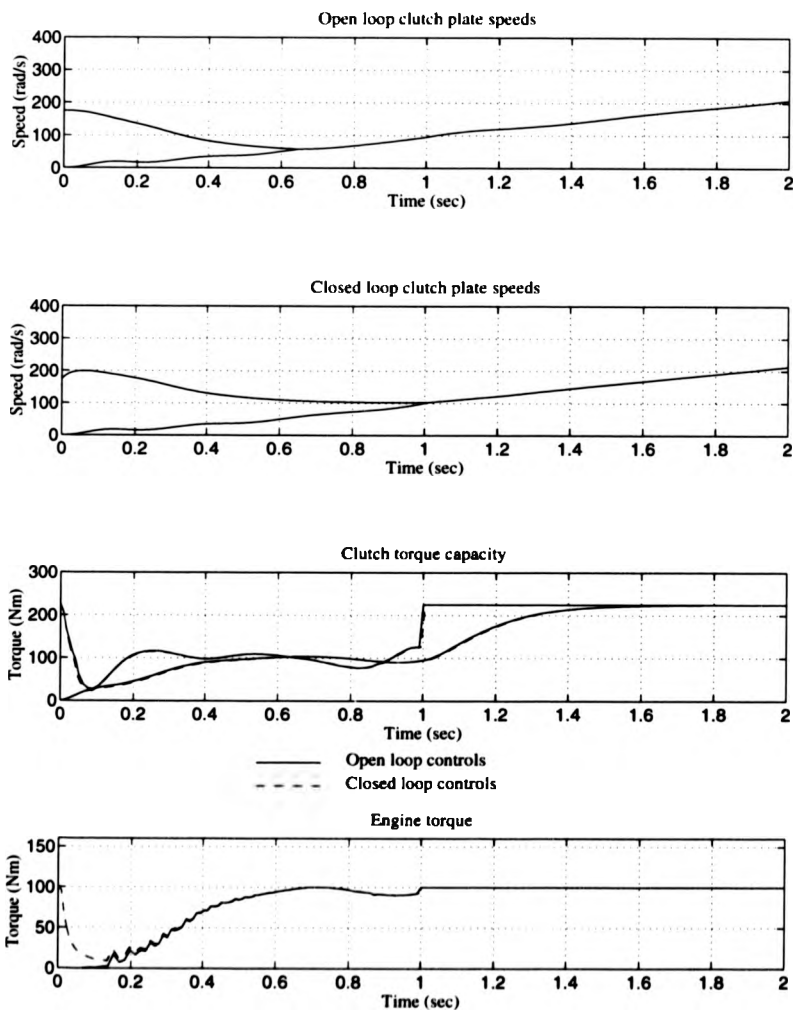 Open loop clutch plate speeds
400
300
200
100
0
Speed (rad/s)
0 0.2 0.4 0.6 0.8 1 1.2 1.4 1.6 1.8 2
Time (sec)
Closed loop clutch plate speeds
400
300
200
100
0
Speed (rad/s)
0 0.2 0.4 0.6 0.8 1 1.2 1.4 1.6 1.8 2
Time (sec)
Clutch torque capacity
300
200
100
0
Torque (Nm)
0 0.2 0.4 0.6 0.8 1 1.2 1.4 1.6 1.8 2
Time (sec)
Open loop controls
Closed loop controls
Engine torque
150
100
50
0
Torque (Nm)
0 0.2 0.4 0.6 0.8 1 1.2 1.4 1.6 1.8 2
Time (sec)